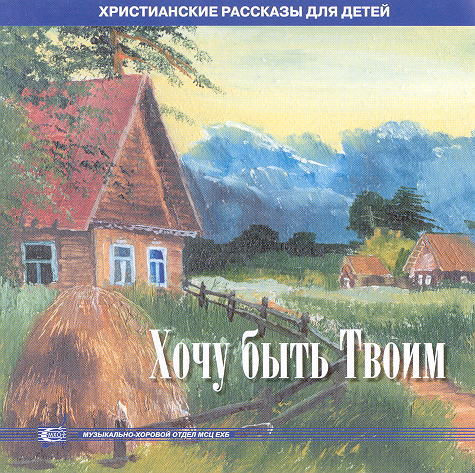 ХРИСТИАНСКИЕ РАССКАЗЫ ДЛЯ ДЕТЕЙ
Хочу быть Твоим
МУЗЫКАЛЬНО-ХОРОВОЙ ОТДЕЛ МСЦ ЕХБ